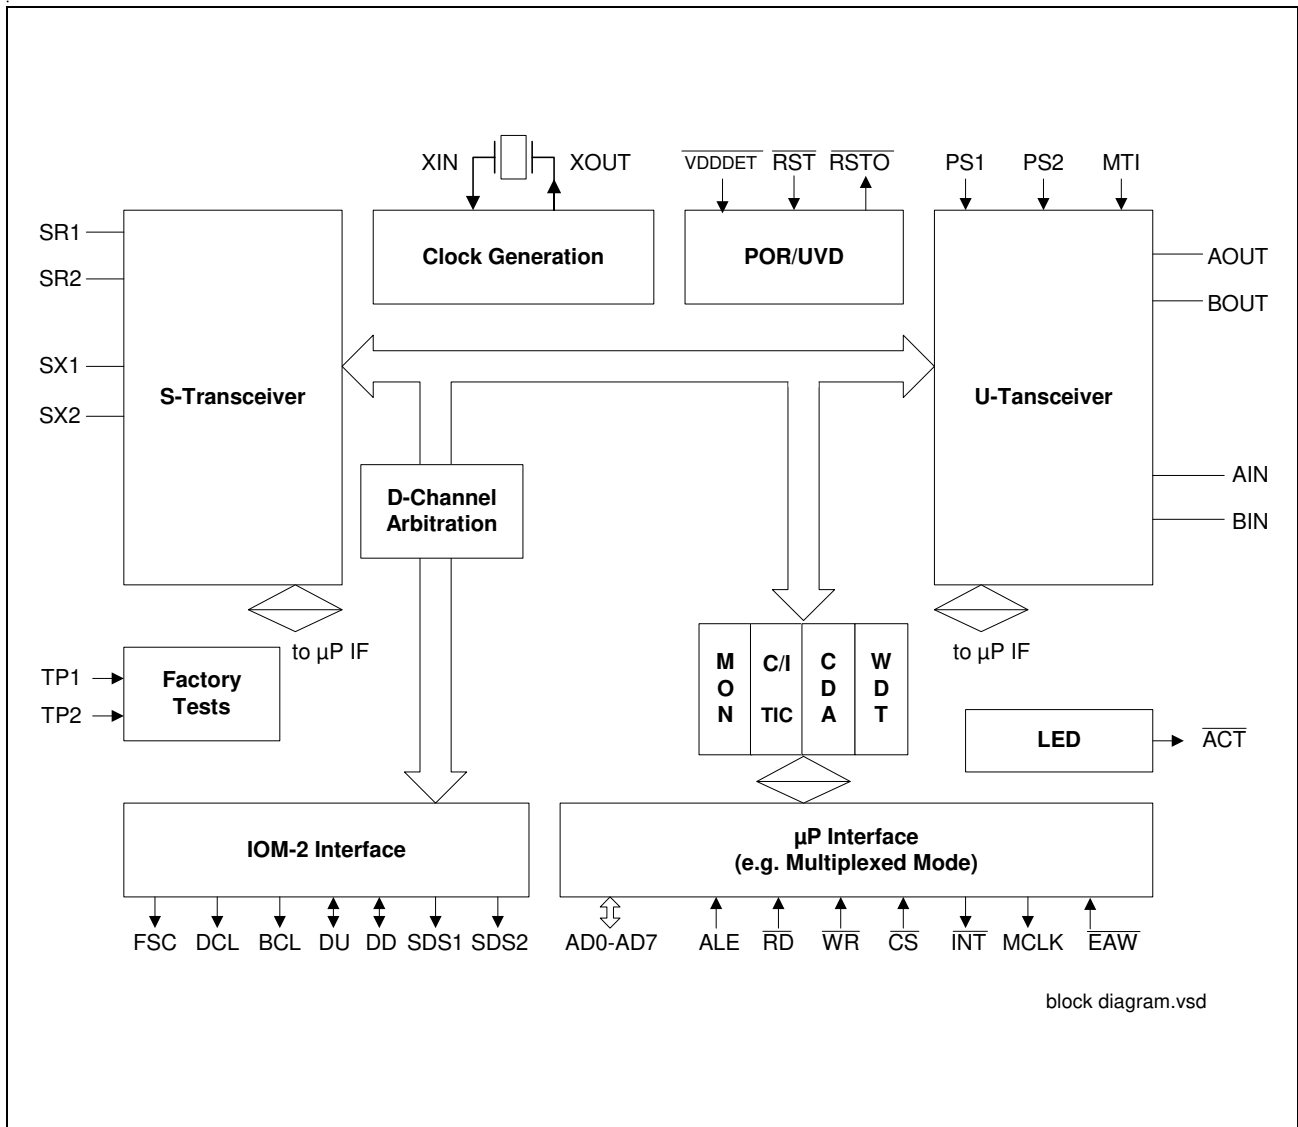 XIN
XOUT
VDDDET
RST
RSTO
PS1
PS2
MTI
SR1
SR2
SX1
SX2
S-Transceiver
Clock Generation
POR/UVD
U-Tansceiver
AOUT
BOUT
AIN
BIN
D-Channel
Arbitration
to µP IF
to µP IF
TP1
TP2
Factory
Tests
MON
C/I
TIC
CDA
WDT
LED
ACT
IOM-2 Interface
µP Interface
(e.g. Multiplexed Mode)
FSC
DCL
BCL
DU
DD
SDS1
SDS2
AD0-AD7
ALE
RD
WR
CS
INT
MCLK
EAW
block diagram.vsd